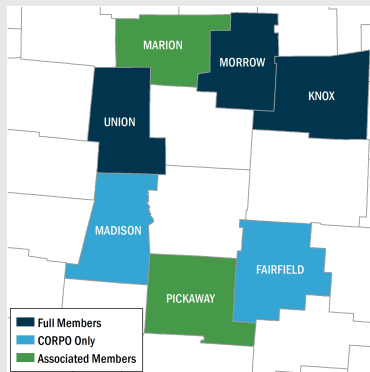 MARION
MORROW
KNOX
UNION
MADISON
FAIRFIELD
PICKAWAY
Full Members
CORPO Only
Associated Members